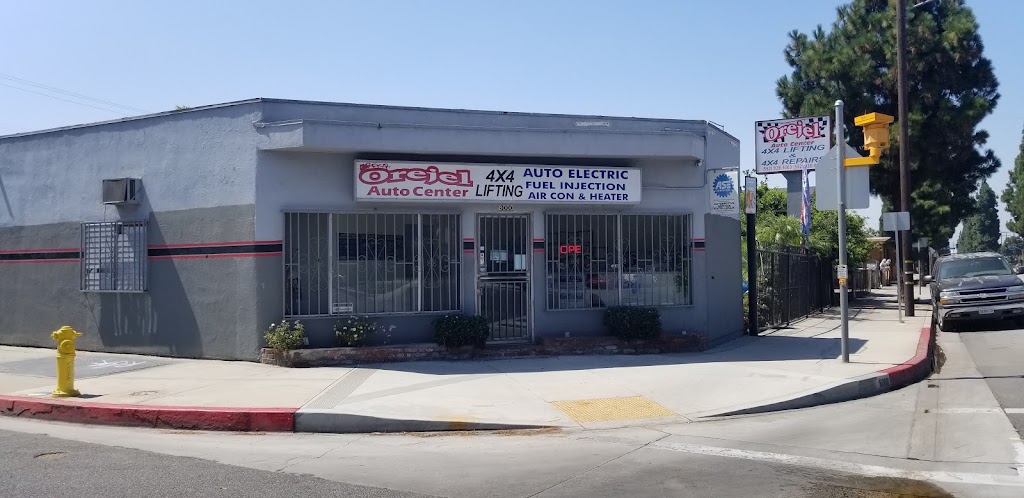 Orejel
Auto Center
4X4
LIFTING
AUTO ELECTRIC
FUEL INJECTION
AIR CON & HEATER
300
OPE
Orejel
Auto Center
4X4 LIFTING
&
4X4 REPAIRS
ASE